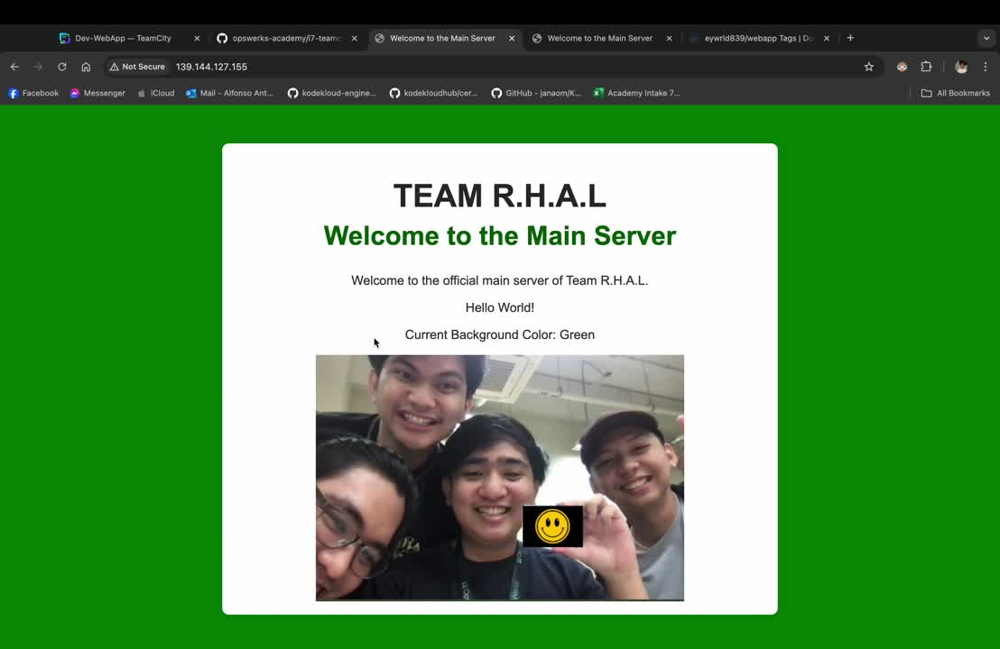 Dev-WebApp — TeamCity
opswerks-academy/i7-teamc
Welcome to the Main Server
Welcome to the Main Server
eywrld839/webapp Tags | Do
Not Secure
139.144.127.155
Facebook
Messenger
iCloud
Mail - Alfonso Ant...
kodekloud-engine...
kodekloudhub/cer...
GitHub - janaom/K...
Academy Intake 7...
All Bookmarks
TEAM R.H.A.L
Welcome to the Main Server
Welcome to the official main server of Team R.H.A.L.
Hello World!
Current Background Color: Green